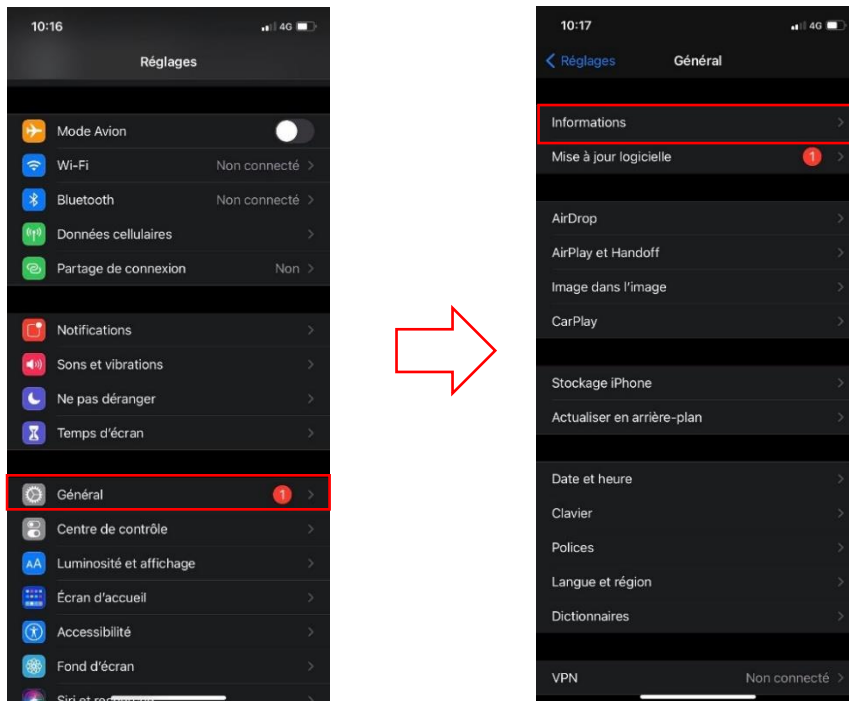 10:16
4G
Réglages
Mode Avion
Wi-Fi Non connecté
Bluetooth Non connecté
Données cellulaires
Partage de connexion Non
Notifications
Sons et vibrations
Ne pas déranger
Temps d'écran
Général 1
Centre de contrôle
AA Luminosité et affichage
Écran d'accueil
Accessibilité
Fond d'écran
Siri et
10:17
4G
Réglages Général
Informations
Mise à jour logicielle 1
AirDrop
AirPlay et Handoff
Image dans l'image
CarPlay
Stockage iPhone
Actualiser en arrière-plan
Date et heure
Clavier
Polices
Langue et région
Dictionnaires
VPN Non connecté